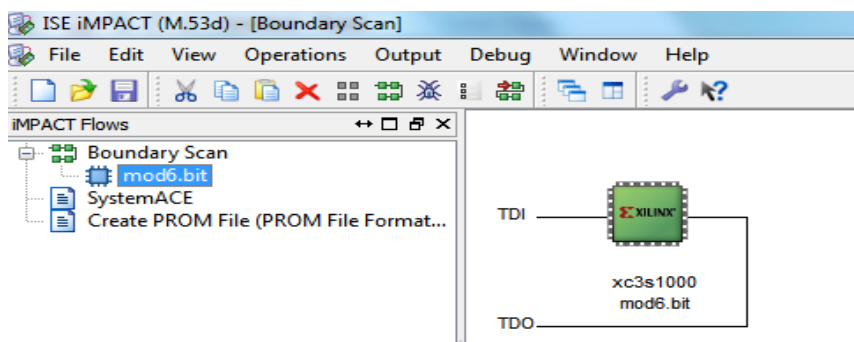 ISE iMPACT (M.53d) - [Boundary Scan]
File Edit View Operations Output Debug Window Help
iMPACT Flows
Boundary Scan
mod6.bit
SystemACE
Create PROM File (PROM File Format...
TDI
XILINX
xc3s1000
mod6.bit
TDO